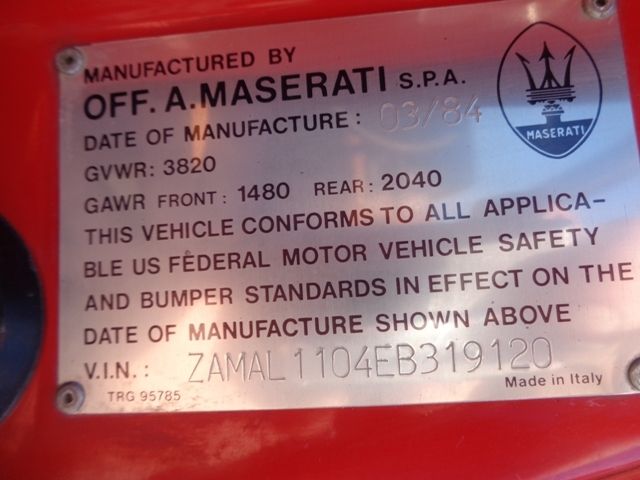 MANUFACTURED BY
OFF. A. MASERATI S.P.A.
DATE OF MANUFACTURE: 03/84
MASERATI
GVWR: 3820
GAWR FRONT: 1480 REAR: 2040
THIS VEHICLE CONFORMS TO ALL APPLICA-
BLE US FEDERAL MOTOR VEHICLE SAFETY
AND BUMPER STANDARDS IN EFFECT ON THE
DATE OF MANUFACTURE SHOWN ABOVE
V.I.N.: ZAMAL1104EB319120
TRG 95785 Made in Italy